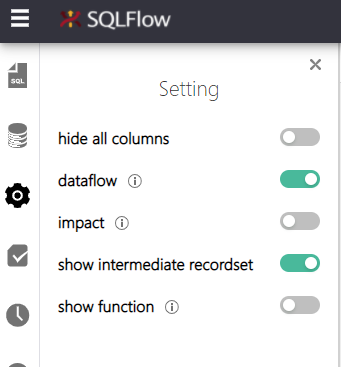 SQLFlow
SQL
Setting
hide all columns
dataflow
impact
show intermediate recordset
show function